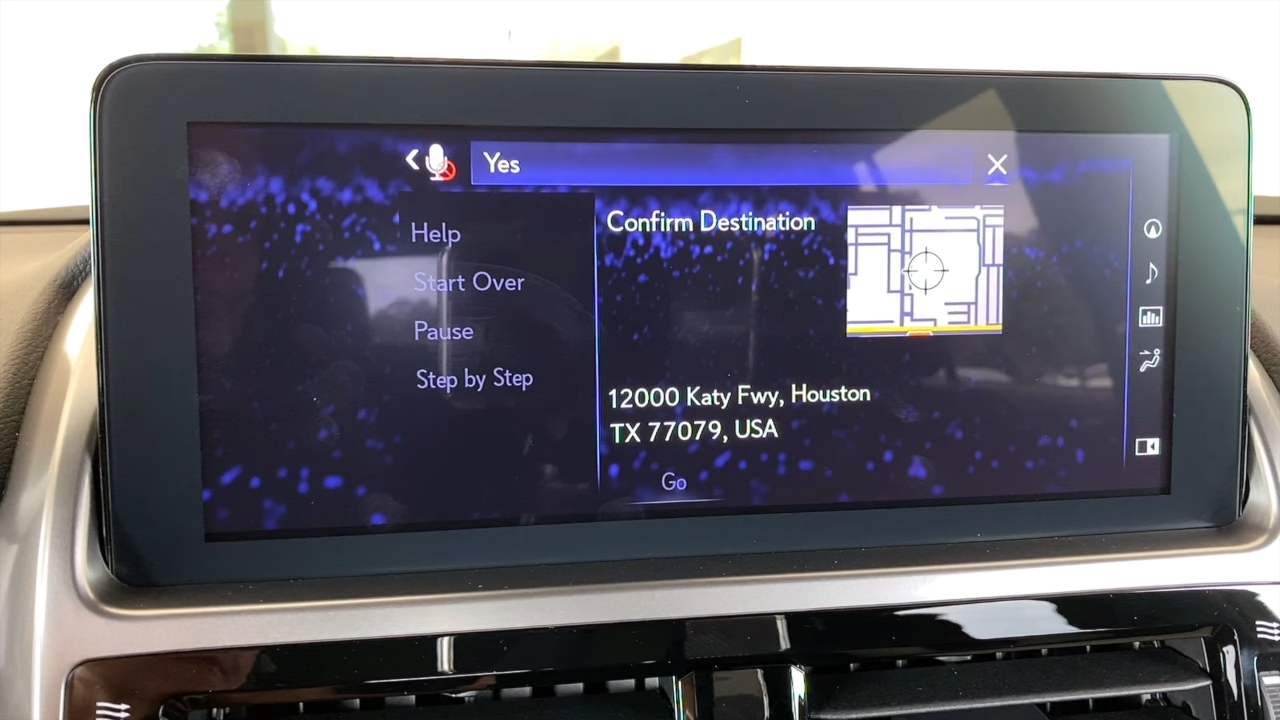 Yes
Help
Start Over
Pause
Step by Step
Confirm Destination
12000 Katy Fwy, Houston
TX 77079, USA
Go